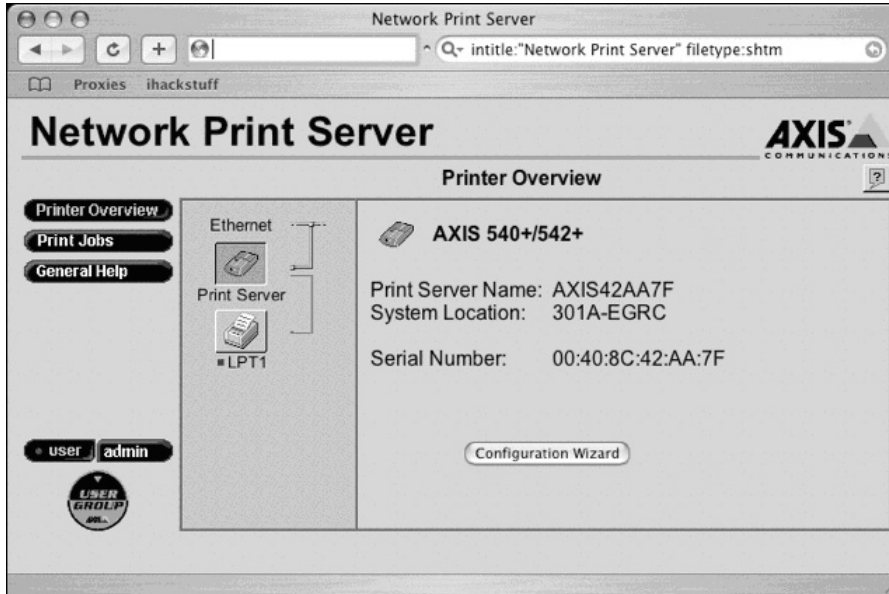 Network Print Server
intitle:"Network Print Server" filetype:shtm
Proxies ihackstuff
Network Print Server
AXIS
COMMUNICATIONS
Printer Overview
?
Printer Overview
Print Jobs
General Help
Ethernet
Print Server
LPT1
AXIS 540+/542+
Print Server Name: AXIS42AA7F
System Location: 301A-EGRC
Serial Number: 00:40:8C:42:AA:7F
Configuration Wizard
user admin
USER
GROUP